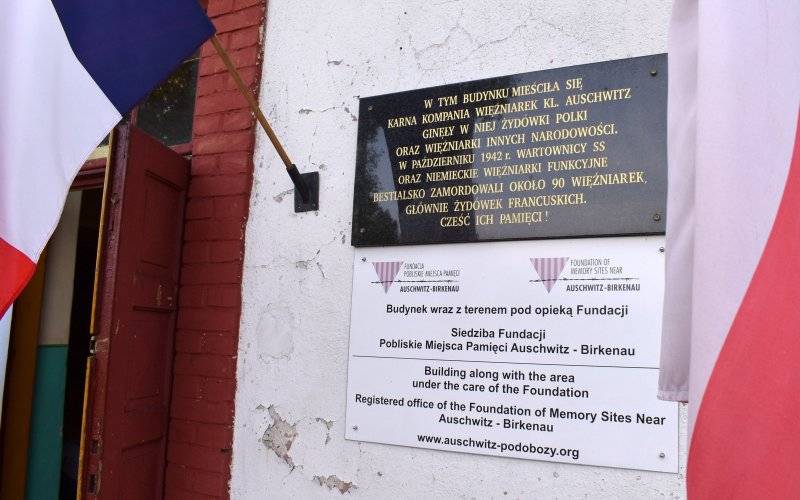 W TYM BUDYNKU MIEŚCIŁA SIĘ
KARNA KOMPANIA WIĘŹNIAREK KL. AUSCHWITZ
GINĘŁY W NIEJ ŻYDÓWKI POLKI
ORAZ WIĘŹNIARKI INNYCH NARODOWOŚCI.
W PAŹDZIERNIKU 1942 r. WARTOWNICY SS
ORAZ NIEMIECKIE WIĘŹNIARKI FUNKCYJNE
BESTIALSKO ZAMORDOWALI OKOŁO 90 WIĘŹNIAREK,
GŁÓWNIE ŻYDÓWEK FRANCUSKICH.
CZEŚĆ ICH PAMIĘCI!
FUNDACJA
POBLISKIE MIEJSCA PAMIĘCI
AUSCHWITZ-BIRKENAU
FOUNDATION OF
MEMORY SITES NEAR
AUSCHWITZ-BIRKENAU
Budynek wraz z terenem pod opieką Fundacji
Siedziba Fundacji
Pobliskie Miejsca Pamięci Auschwitz - Birkenau
Building along with the area
under the care of the Foundation
Registered office of the Foundation of Memory Sites Near
Auschwitz - Birkenau
www.auschwitz-podobozy.org